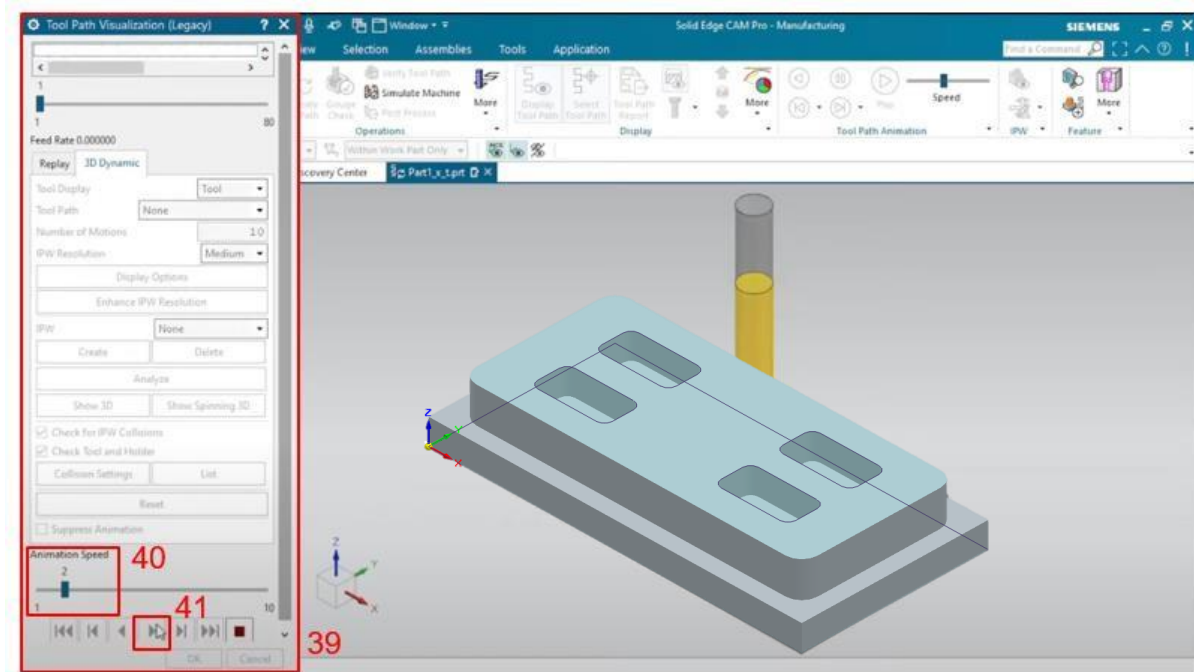 Tool Path Visualization (Legacy) ? X
Window
Solid Edge CAM Pro - Manufacturing
SIEMENS
Selection Assemblies Tools Application
Find a Command
Verify Tool Path
Simulate Machine
Post Process
More
Operations
Display Tool Path
Select Tool Path
Tool Path Report
More
Display
Play
Speed
Tool Path Animation
IPW
More
Feature
Within Work Part Only
Part1_x_t.prt
1
1 80
Feed Rate 0.000000
Replay 3D Dynamic
Tool Display Tool
Tool Path None
Number of Motions 10
IPW Resolution Medium
Display Options
Enhance IPW Resolution
IPW None
Create Delete
Analyze
Show 3D Show Spinning 3D
Check for IPW Collisions
Check Tool and Holder
Collision Settings List
Reset
Suppress Animation
Animation Speed
40
2
1 10
41
39
OK Cancel
Z
Y
X
Z
Y
X